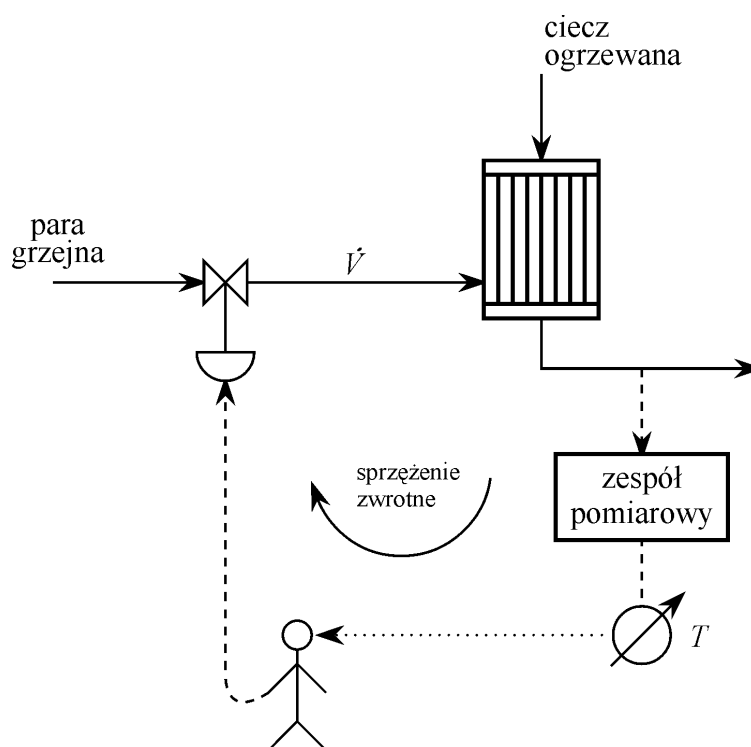 ciecz
ogrzewana
para
grzejna
V̇
sprzężenie
zwrotne
zespół
pomiarowy
T